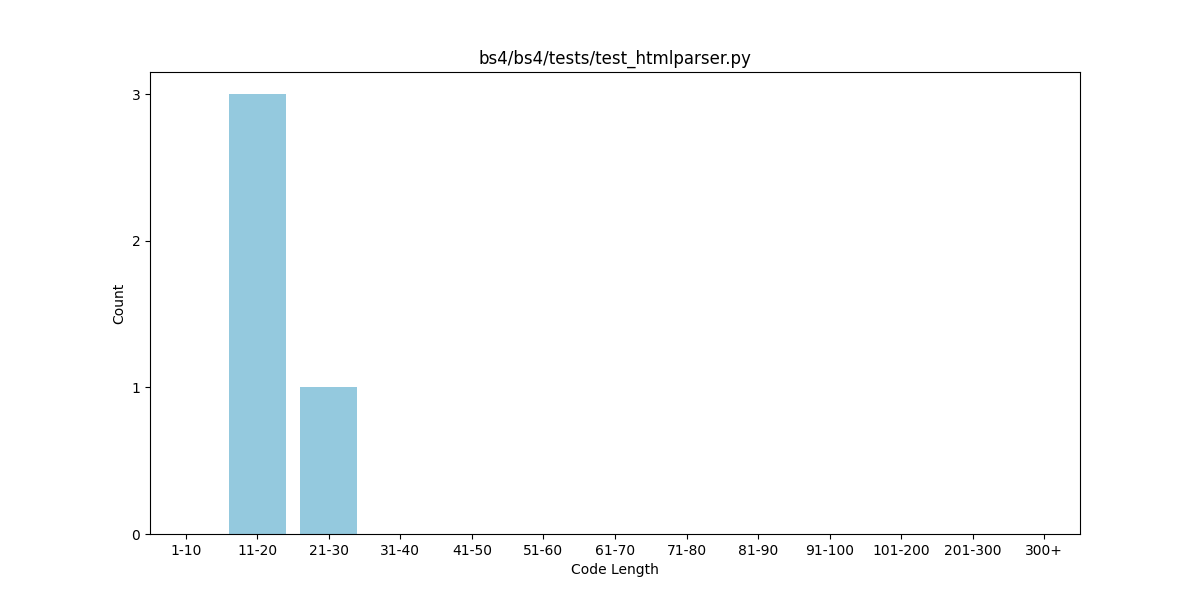 bs4/bs4/tests/test_htmlparser.py
3
2
1
0
Count
1-10 11-20 21-30 31-40 41-50 51-60 61-70 71-80 81-90 91-100 101-200 201-300 300+
Code Length